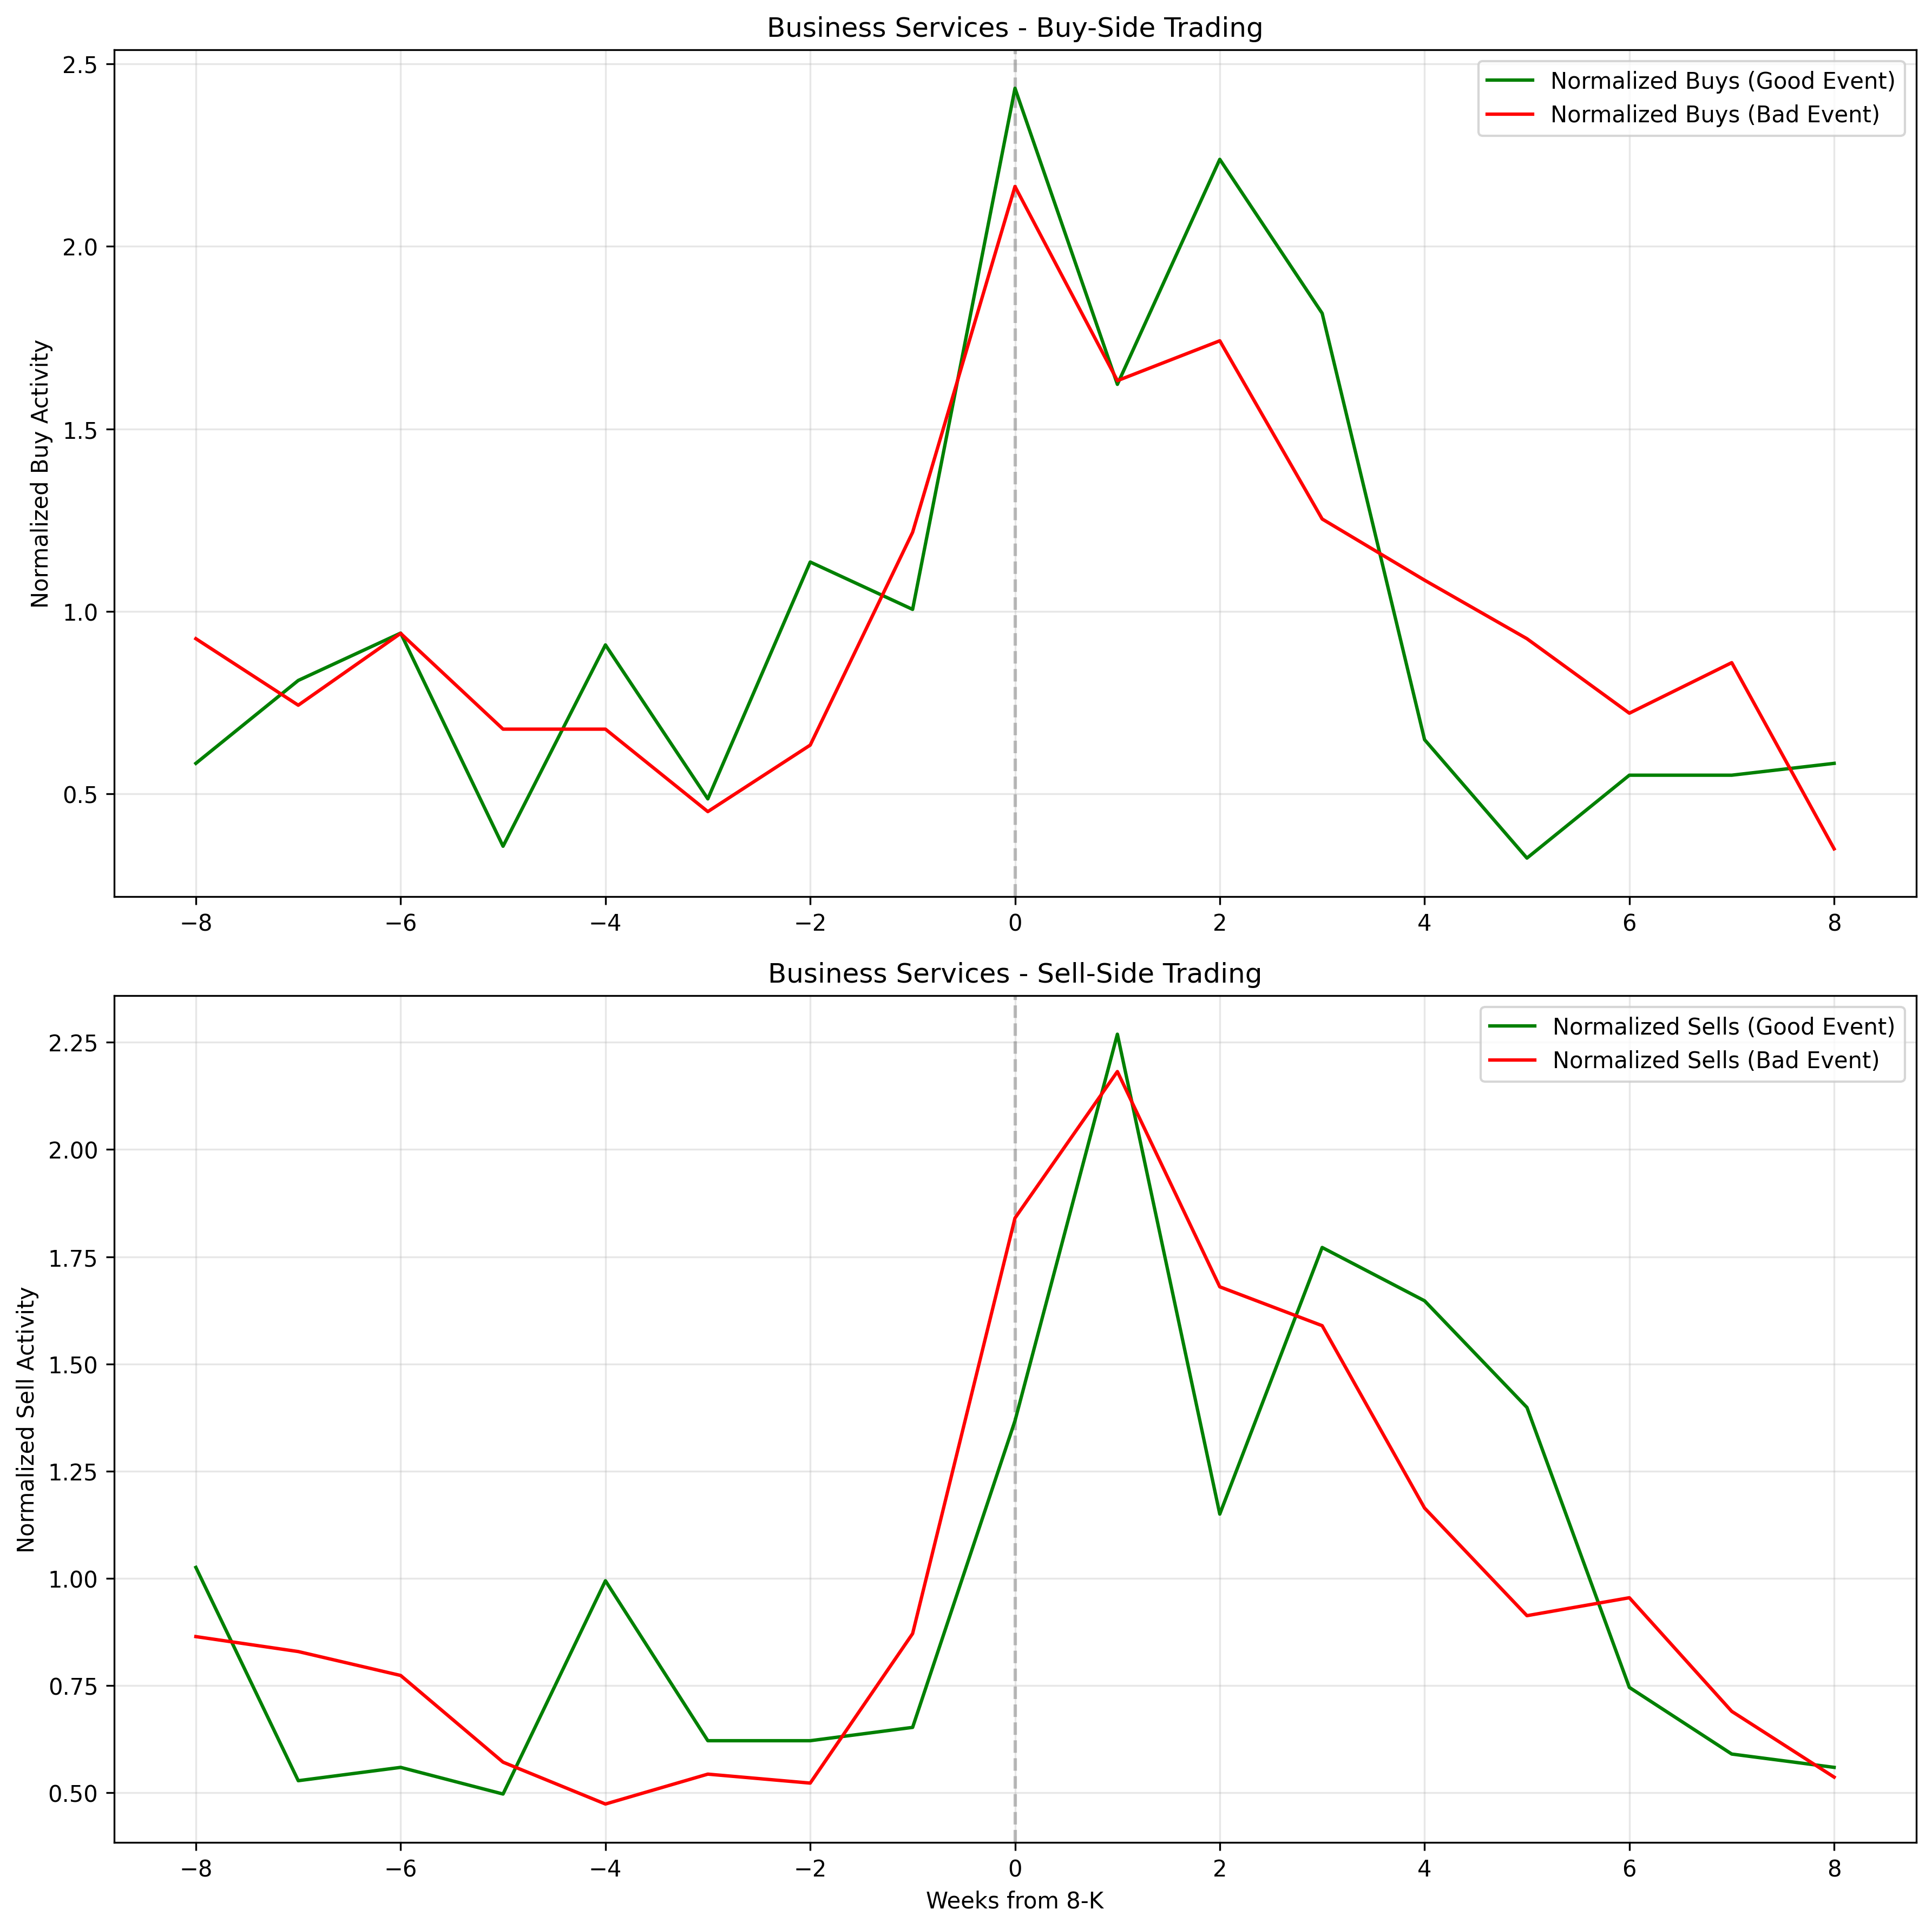 Business Services - Buy-Side Trading
Normalized Buys (Good Event)
Normalized Buys (Bad Event)
Normalized Buy Activity
2.5
2.0
1.5
1.0
0.5
−8 −6 −4 −2 0 2 4 6 8
Business Services - Sell-Side Trading
Normalized Sells (Good Event)
Normalized Sells (Bad Event)
Normalized Sell Activity
2.25
2.00
1.75
1.50
1.25
1.00
0.75
0.50
−8 −6 −4 −2 0 2 4 6 8
Weeks from 8-K